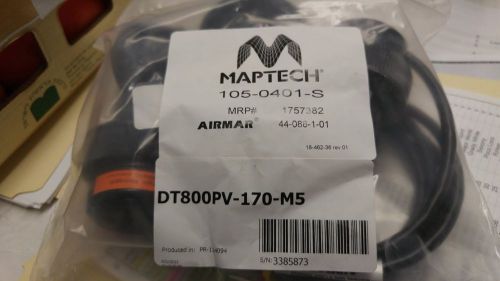 MAPTECH®
105-0401-S
MRP# 1757382
AIRMAR® 44-088-1-01
18-462-36 rev 01
DT800PV-170-M5
Produced in:
S/N: 3385873